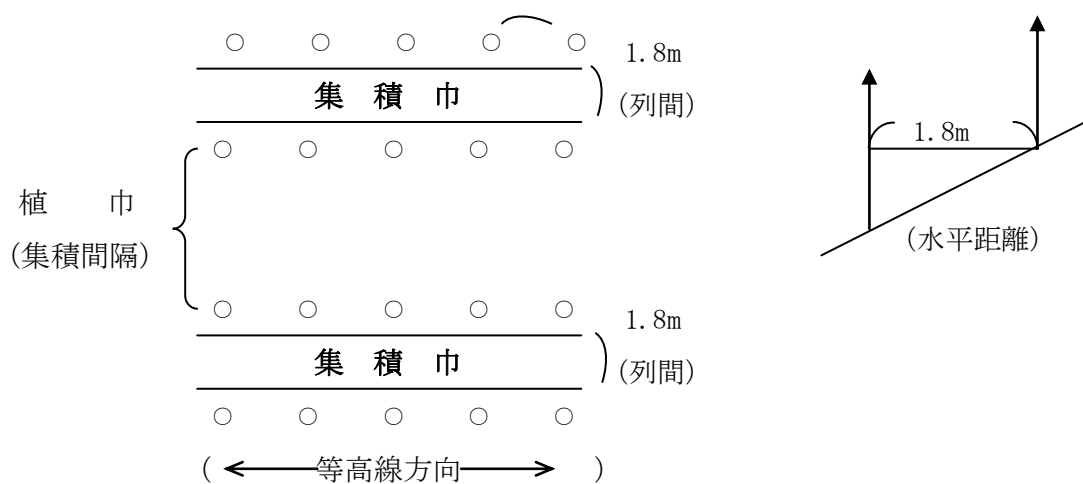 1.8m
集 積 巾
(列間)
1.8m
植 巾
(集積間隔)
(水平距離)
1.8m
集 積 巾
(列間)
( 等高線方向 )